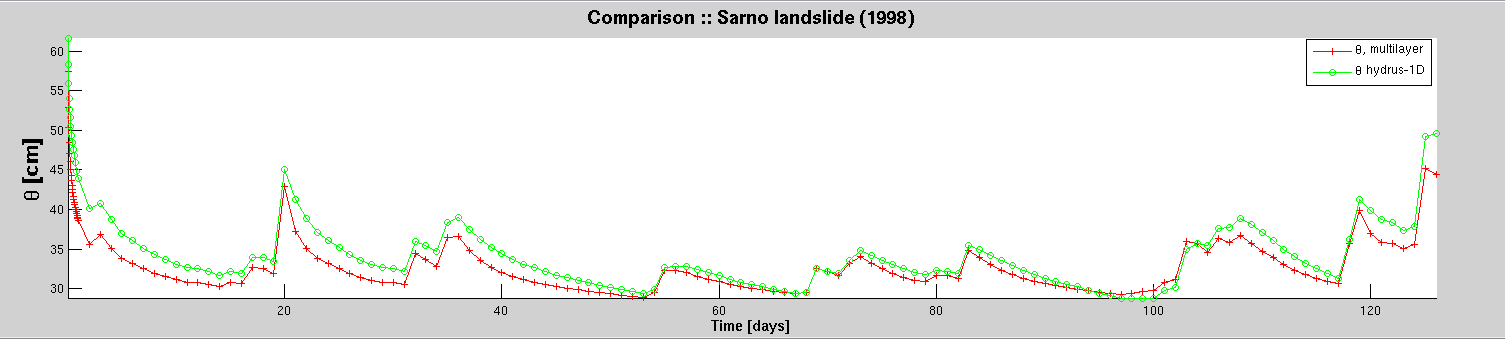 Comparison :: Sarno landslide (1998)
θ, multilayer
θ hydrus-1D
θ [cm]
60
55
50
45
40
35
30
20
40
60
80
100
120
Time [days]